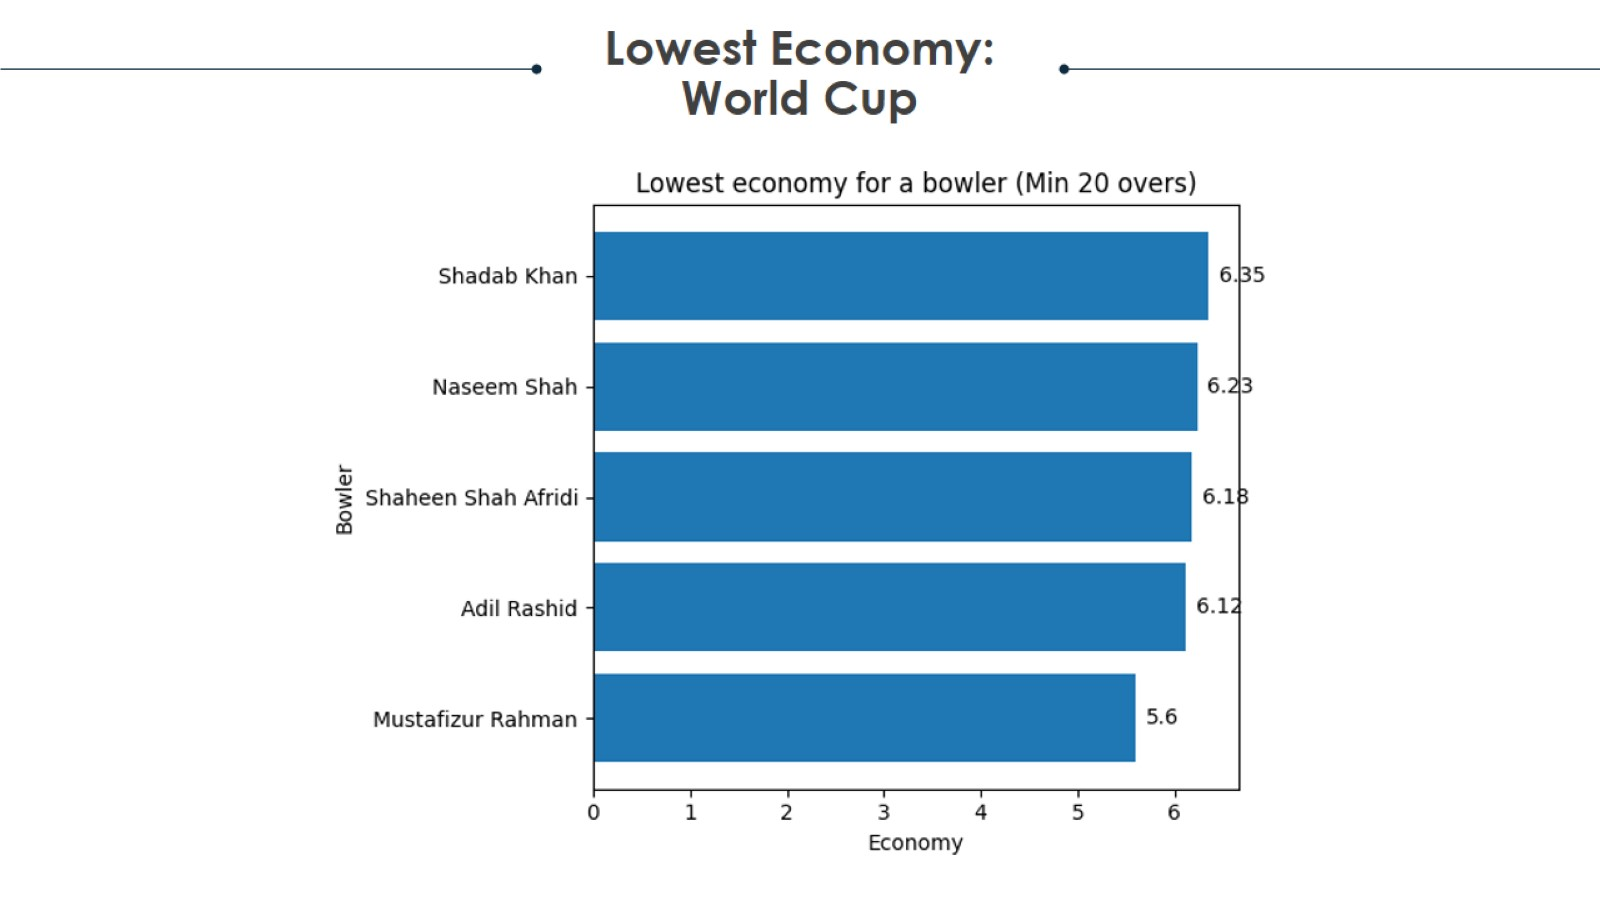 Lowest Economy:
World Cup
Lowest economy for a bowler (Min 20 overs)
Shadab Khan
6.35
Naseem Shah
6.23
Bowler
Shaheen Shah Afridi
6.18
Adil Rashid
6.12
Mustafizur Rahman
5.6
0 1 2 3 4 5 6
Economy